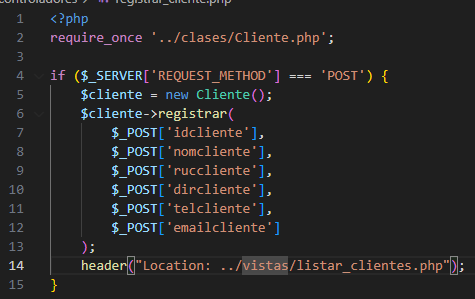 controladores > registrar_cliente.php
1 <?php
2 require_once '../clases/Cliente.php';
3
4 if ($_SERVER['REQUEST_METHOD'] === 'POST') {
5 $cliente = new Cliente();
6 $cliente->registrar(
7 $_POST['idcliente'],
8 $_POST['nomcliente'],
9 $_POST['ruccliente'],
10 $_POST['dircliente'],
11 $_POST['telcliente'],
12 $_POST['emailcliente']
13 );
14 header("Location: ../vistas/listar_clientes.php");
15 }